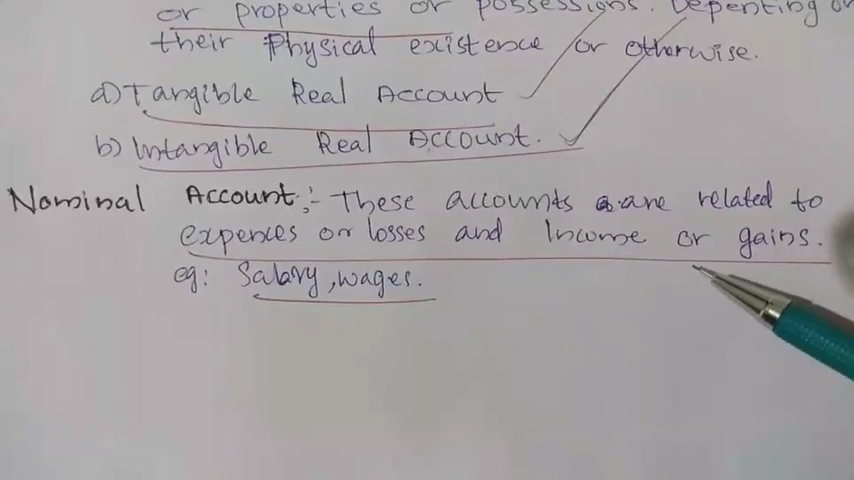 or properties or possessions. Depenting on
their Physical existence or otherwise.
a) Tangible Real Account
b) Intangible Real Account.
Nominal Account :- These accounts are related to
expences or losses and Income or gains.
eg: Salary, wages.